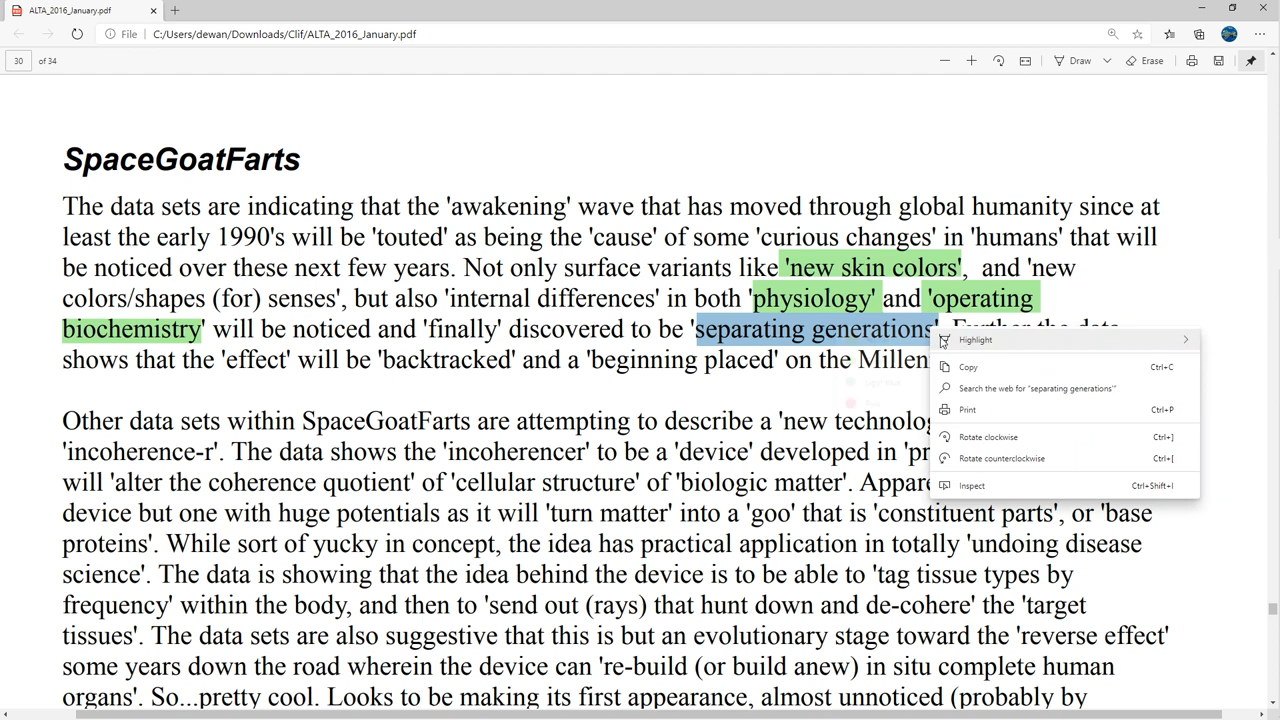 ALTA_2016_January.pdf
File C:/Users/dewan/Downloads/Clif/ALTA_2016_January.pdf
30 of 34 Draw Erase
SpaceGoatFarts
The data sets are indicating that the 'awakening' wave that has moved through global humanity since at
least the early 1990's will be 'touted' as being the 'cause' of some 'curious changes' in 'humans' that will
be noticed over these next few years. Not only surface variants like 'new skin colors', and 'new
colors/shapes (for) senses', but also 'internal differences' in both 'physiology' and 'operating
biochemistry' will be noticed and 'finally' discovered to be 'separating generations'. Further the data
shows that the 'effect' will be 'backtracked' and a 'beginning placed' on the Millen
Highlight
Copy Ctrl+C
Search the web for "separating generations'"
Print Ctrl+P
Rotate clockwise Ctrl+]
Rotate counterclockwise Ctrl+[
Inspect Ctrl+Shift+I
Other data sets within SpaceGoatFarts are attempting to describe a 'new technolog
'incoherence-r'. The data shows the 'incoherencer' to be a 'device' developed in 'pr
will 'alter the coherence quotient' of 'cellular structure' of 'biologic matter'. Appare
device but one with huge potentials as it will 'turn matter' into a 'goo' that is 'constituent parts', or 'base
proteins'. While sort of yucky in concept, the idea has practical application in totally 'undoing disease
science'. The data is showing that the idea behind the device is to be able to 'tag tissue types by
frequency' within the body, and then to 'send out (rays) that hunt down and de-cohere' the 'target
tissues'. The data sets are also suggestive that this is but an evolutionary stage toward the 'reverse effect'
some years down the road wherein the device can 're-build (or build anew) in situ complete human
organs'. So...pretty cool. Looks to be making its first appearance, almost unnoticed (probably by